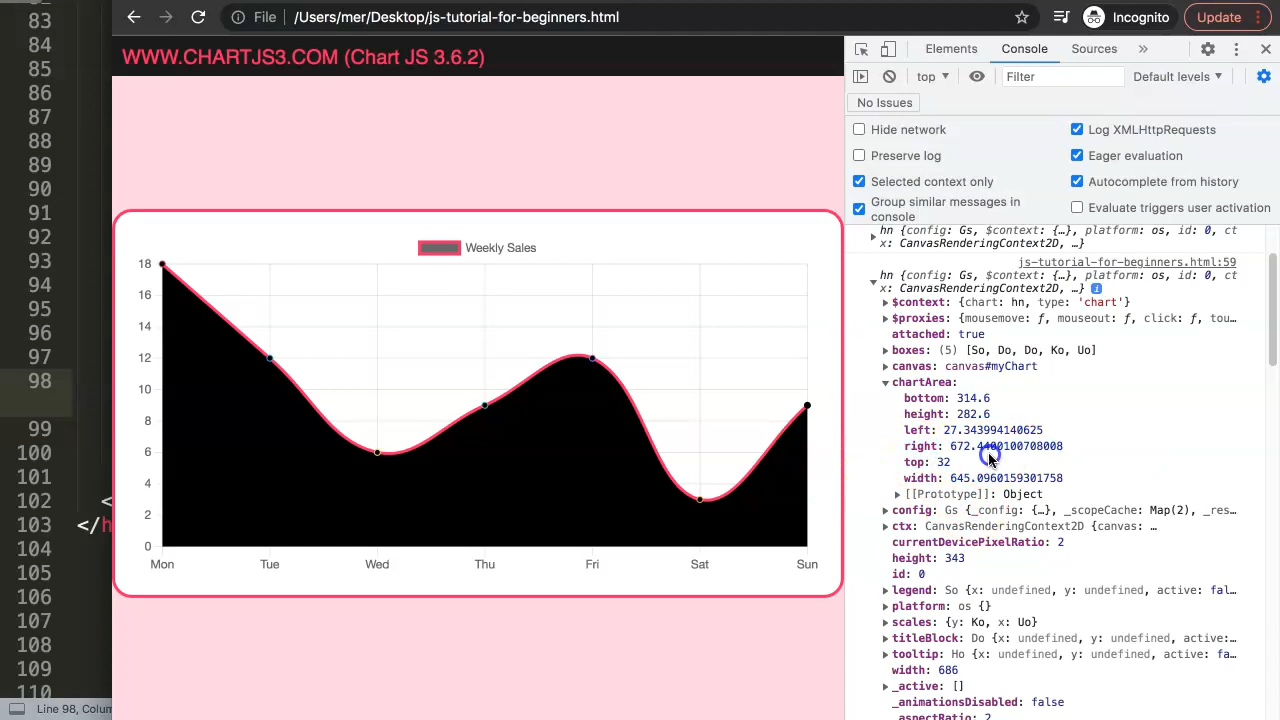 83
84
85
86
87
88
89
90
91
92
93
94
95
96
97
98
99
100
101
102 <
103 </h
104
105
106
107
108
109
110
Line 98, Colum
File /Users/mer/Desktop/js-tutorial-for-beginners.html Incognito Update
WWW.CHARTJS3.COM (Chart JS 3.6.2)
Weekly Sales
18
16
14
12
10
8
6
4
2
0
Mon Tue Wed Thu Fri Sat Sun
Elements Console Sources »
top ▼ Filter Default levels ▼
No Issues
Hide network Log XMLHttpRequests
Preserve log Eager evaluation
Selected context only Autocomplete from history
Group similar messages in console Evaluate triggers user activation
hn {config: Gs, $context: {…}, platform: os, id: 0, ct
x: CanvasRenderingContext2D, …}
js-tutorial-for-beginners.html:59
hn {config: Gs, $context: {…}, platform: os, id: 0, ct
x: CanvasRenderingContext2D, …} i
$context: {chart: hn, type: 'chart'}
$proxies: {mousemove: ƒ, mouseout: ƒ, click: ƒ, tou…
attached: true
boxes: (5) [So, Do, Do, Ko, Uo]
canvas: canvas#myChart
chartArea:
bottom: 314.6
height: 282.6
left: 27.343994140625
right: 672.4400100708008
top: 32
width: 645.0960159301758
[[Prototype]]: Object
config: Gs {_config: {…}, _scopeCache: Map(2), _res…
ctx: CanvasRenderingContext2D {canvas: …
currentDevicePixelRatio: 2
height: 343
id: 0
legend: So {x: undefined, y: undefined, active: fal…
platform: os {}
scales: {y: Ko, x: Uo}
titleBlock: Do {x: undefined, y: undefined, active:…
tooltip: Ho {x: undefined, y: undefined, active: fa…
width: 686
_active: []
_animationsDisabled: false
_aspectRatio: 2